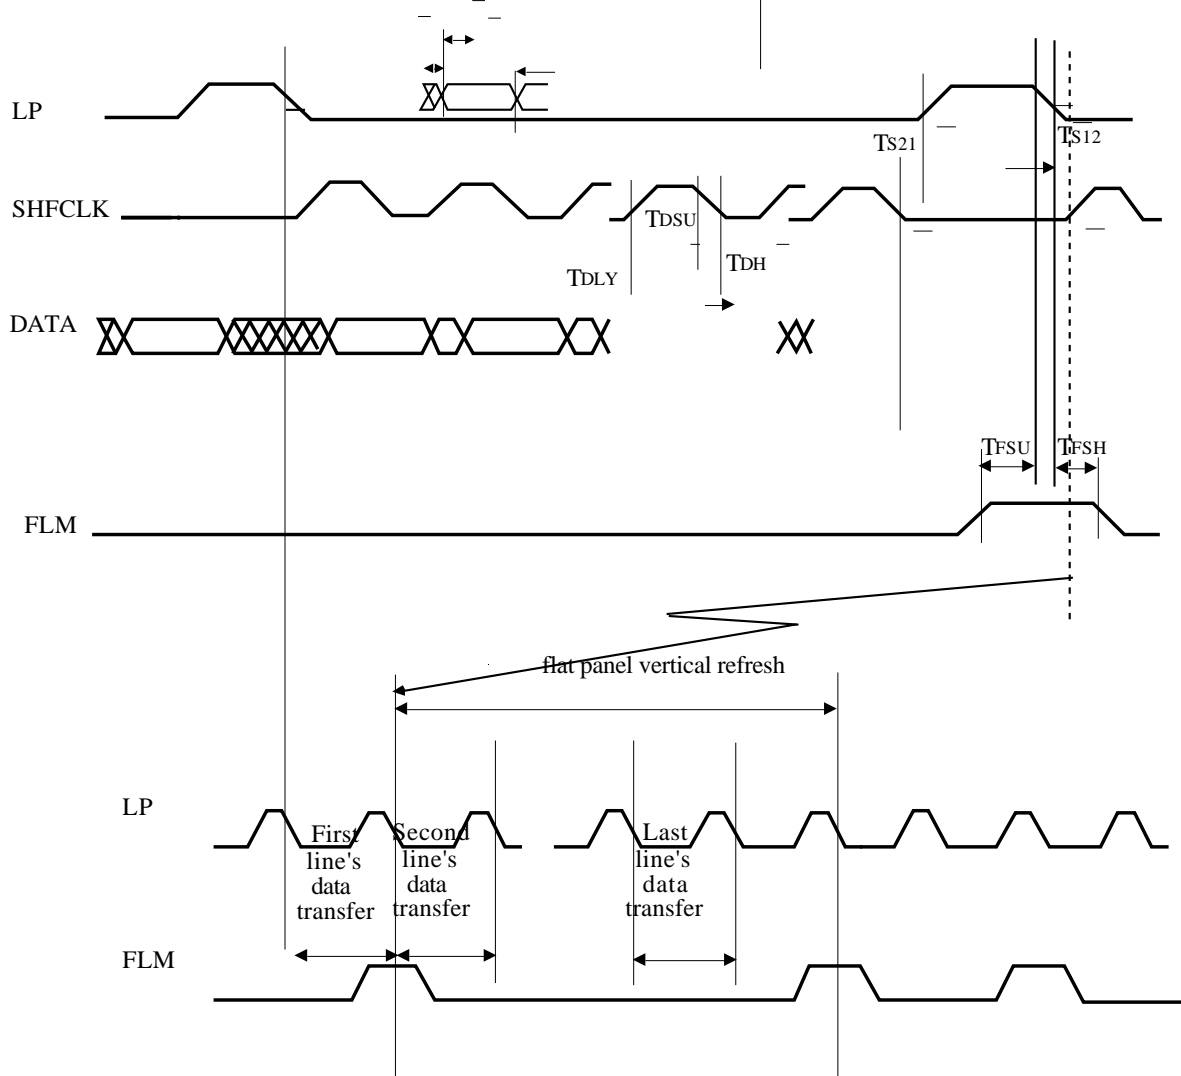 LP
TS21
TS12
SHFCLK
TDSU
TDH
TDLY
DATA
TFSU
TFSH
FLM
flat panel vertical refresh
LP
First
line's
data
transfer
Second
line's
data
transfer
Last
line's
data
transfer
FLM